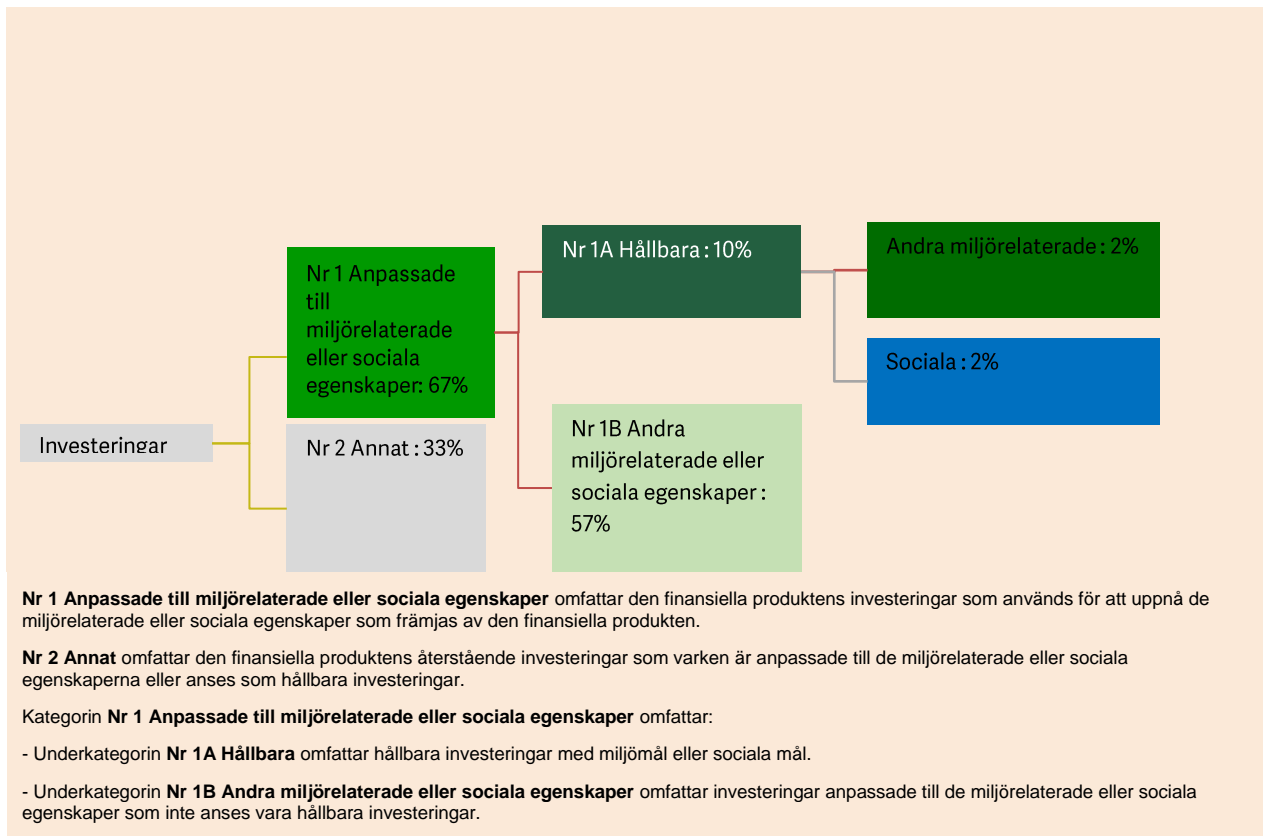 Investeringar
Nr 1 Anpassade
till
miljörelaterade
eller sociala
egenskaper: 67%
Nr 2 Annat : 33%
Nr 1A Hållbara : 10%
Nr 1B Andra
miljörelaterade eller
sociala egenskaper :
57%
Andra miljörelaterade : 2%
Sociala : 2%
Nr 1 Anpassade till miljörelaterade eller sociala egenskaper omfattar den finansiella produktens investeringar som används för att uppnå de
miljörelaterade eller sociala egenskaper som främjas av den finansiella produkten.
Nr 2 Annat omfattar den finansiella produktens återstående investeringar som varken är anpassade till de miljörelaterade eller sociala
egenskaperna eller anses som hållbara investeringar.
Kategorin Nr 1 Anpassade till miljörelaterade eller sociala egenskaper omfattar:
- Underkategorin Nr 1A Hållbara omfattar hållbara investeringar med miljömål eller sociala mål.
- Underkategorin Nr 1B Andra miljörelaterade eller sociala egenskaper omfattar investeringar anpassade till de miljörelaterade eller sociala
egenskaper som inte anses vara hållbara investeringar.